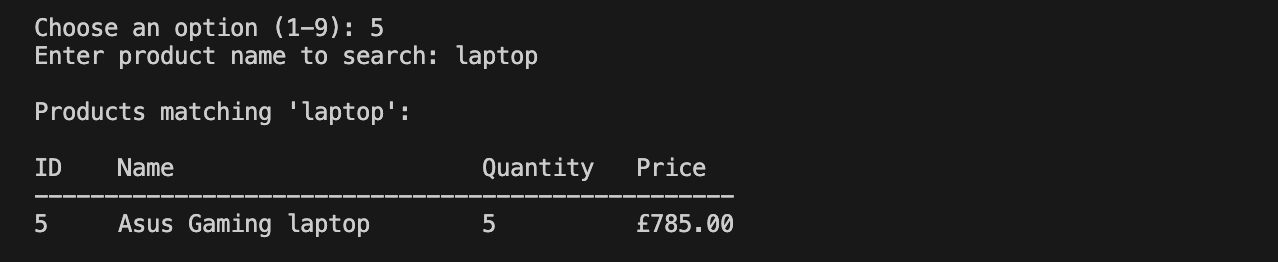 Choose an option (1-9): 5
Enter product name to search: laptop
Products matching 'laptop':
ID    Name                      Quantity   Price
--------------------------------------------------
5     Asus Gaming laptop        5          £785.00